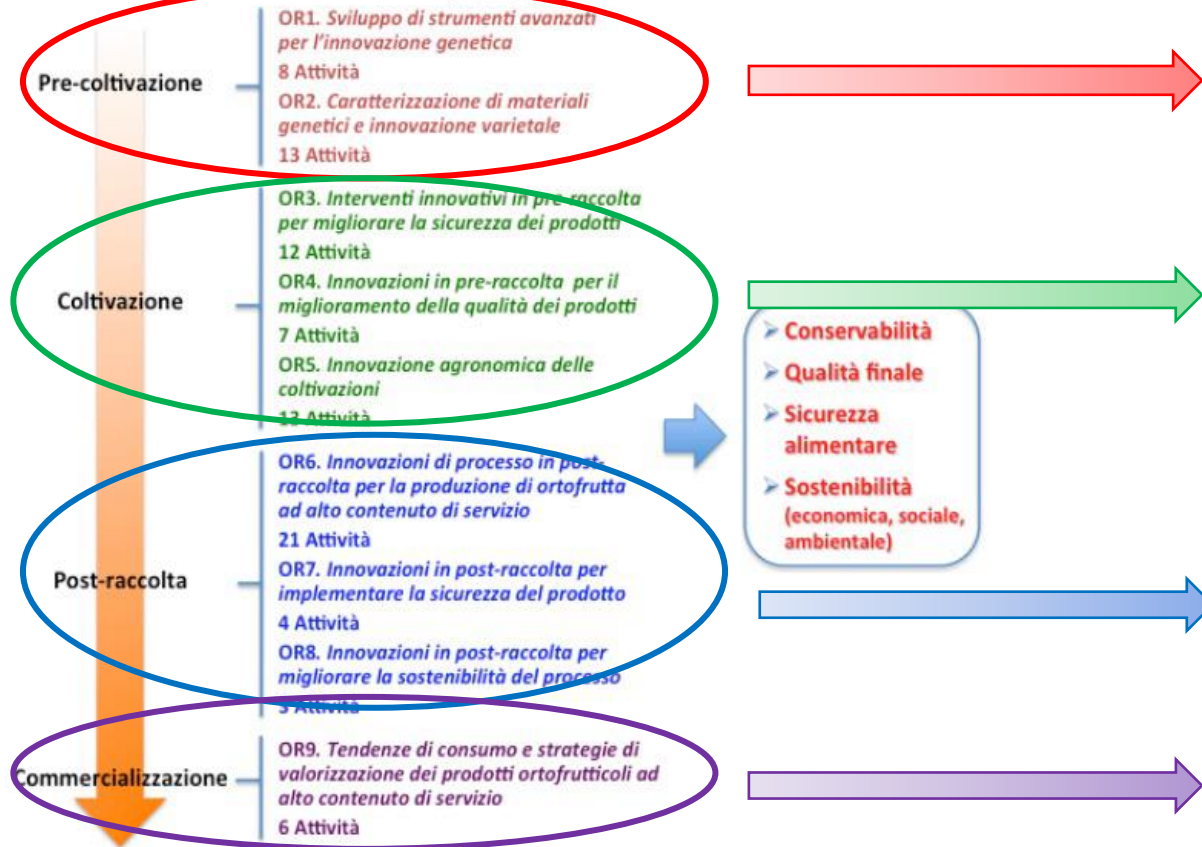 OR1. Sviluppo di strumenti avanzati
per l'innovazione genetica
Pre-coltivazione
8 Attività
OR2. Caratterizzazione di materiali
genetici e innovazione varietale
13 Attività
OR3. Interventi innovativi in pre-raccolta
per migliorare la sicurezza dei prodotti
12 Attività
Coltivazione
OR4. Innovazioni in pre-raccolta per il
miglioramento della qualità dei prodotti
7 Attività
OR5. Innovazione agronomica delle
coltivazioni
13 Attività
Conservabilità
Qualità finale
Sicurezza
alimentare
Sostenibilità
(economica, sociale,
ambientale)
OR6. Innovazioni di processo in post-
raccolta per la produzione di ortofrutta
ad alto contenuto di servizio
21 Attività
Post-raccolta
OR7. Innovazioni in post-raccolta per
implementare la sicurezza del prodotto
4 Attività
OR8. Innovazioni in post-raccolta per
migliorare la sostenibilità del processo
Attività
Commercializzazione
OR9. Tendenze di consumo e strategie di
valorizzazione dei prodotti ortofrutticoli ad
alto contenuto di servizio
6 Attività